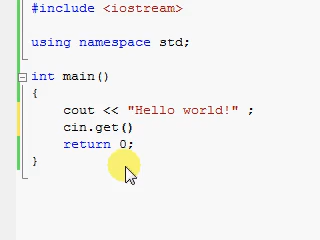 #include <iostream>
using namespace std;
int main()
{
cout << "Hello world!" ;
cin.get()
return 0;
}